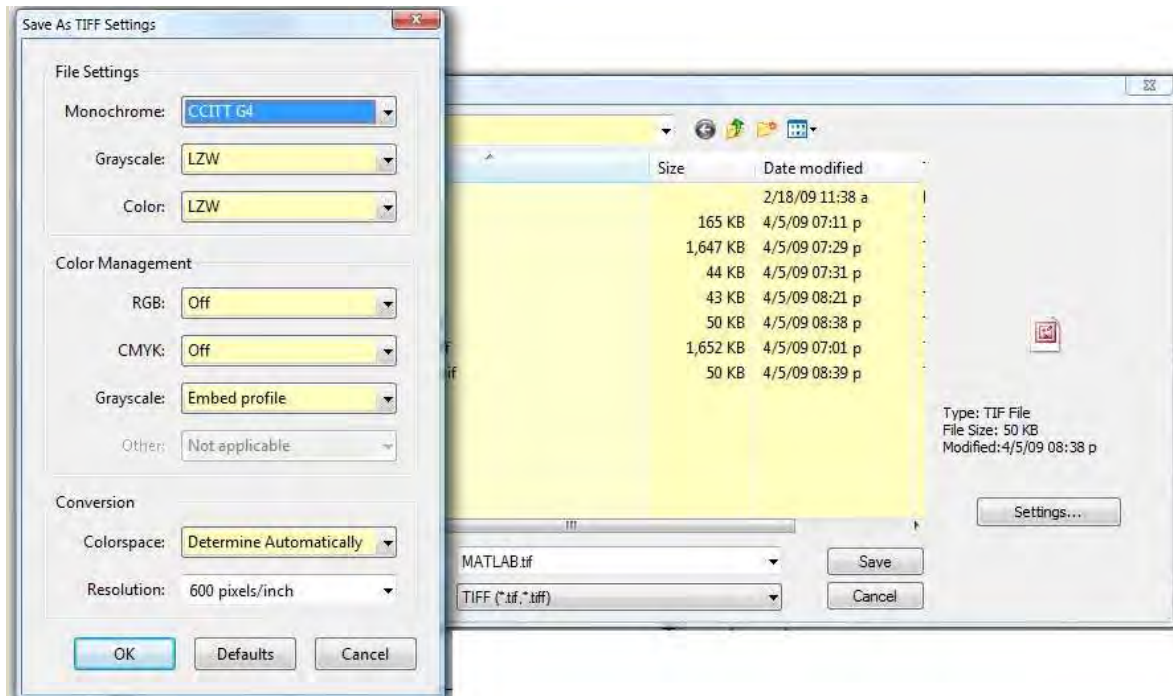 Save As TIFF Settings
File Settings
Monochrome: CCITT G4
Grayscale: LZW
Color: LZW
Color Management
RGB: Off
CMYK: Off
Grayscale: Embed profile
Other: Not applicable
Conversion
Colorspace: Determine Automatically
Resolution: 600 pixels/inch
OK Defaults Cancel
Size Date modified
2/18/09 11:38 a
165 KB 4/5/09 07:11 p
1,647 KB 4/5/09 07:29 p
44 KB 4/5/09 07:31 p
43 KB 4/5/09 08:21 p
50 KB 4/5/09 08:38 p
1,652 KB 4/5/09 07:01 p
50 KB 4/5/09 08:39 p
Type: TIF File
File Size: 50 KB
Modified:4/5/09 08:38 p
Settings...
MATLAB.tif Save
TIFF (*.tif,*.tiff) Cancel